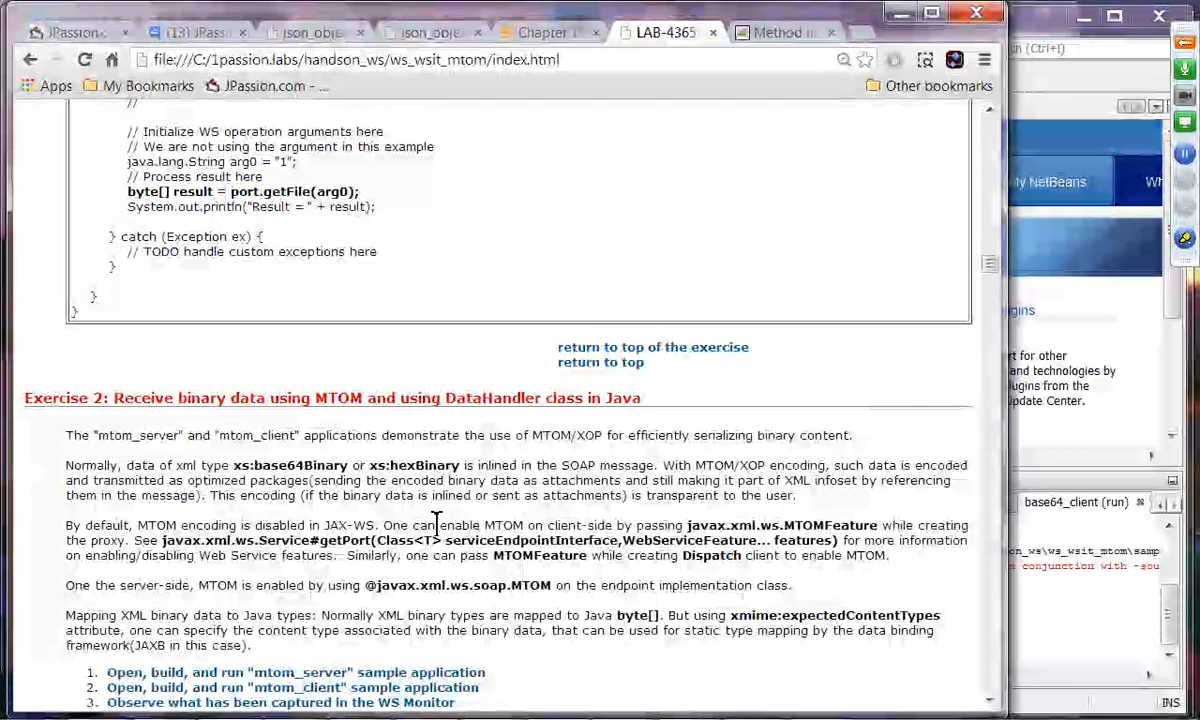 JPassion.c
(13) JPassi
json_obje
json_obje
Chapter 1
LAB-4365
Method in
file:///C:/1passion.labs/handson_ws/ws_wsit_mtom/index.html
Apps
My Bookmarks
JPassion.com - ...
Other bookmarks
//
// Initialize WS operation arguments here
// We are not using the argument in this example
java.lang.String arg0 = "1";
// Process result here
byte[] result = port.getFile(arg0);
System.out.println("Result = " + result);
} catch (Exception ex) {
// TODO handle custom exceptions here
}
}
}
return to top of the exercise
return to top
Exercise 2: Receive binary data using MTOM and using DataHandler class in Java
The "mtom_server" and "mtom_client" applications demonstrate the use of MTOM/XOP for efficiently serializing binary content.
Normally, data of xml type xs:base64Binary or xs:hexBinary is inlined in the SOAP message. With MTOM/XOP encoding, such data is encoded
and transmitted as optimized packages(sending the encoded binary data as attachments and still making it part of XML infoset by referencing
them in the message). This encoding (if the binary data is inlined or sent as attachments) is transparent to the user.
By default, MTOM encoding is disabled in JAX-WS. One can enable MTOM on client-side by passing javax.xml.ws.MTOMFeature while creating
the proxy. See javax.xml.ws.Service#getPort(Class<T> serviceEndpointInterface,WebServiceFeature... features) for more information
on enabling/disabling Web Service features. Similarly, one can pass MTOMFeature while creating Dispatch client to enable MTOM.
One the server-side, MTOM is enabled by using @javax.xml.ws.soap.MTOM on the endpoint implementation class.
Mapping XML binary data to Java types: Normally XML binary types are mapped to Java byte[]. But using xmime:expectedContentTypes
attribute, one can specify the content type associated with the binary data, that can be used for static type mapping by the data binding
framework(JAXB in this case).
1. Open, build, and run "mtom_server" sample application
2. Open, build, and run "mtom_client" sample application
3. Observe what has been captured in the WS Monitor
h (Ctrl+I)
My NetBeans
Wh
gins
rt for other
and technologies by
lugins from the
Update Center.
base64_client (run)
on_ws\ws_wsit_mtom\samp
n conjunction with -sou
INS